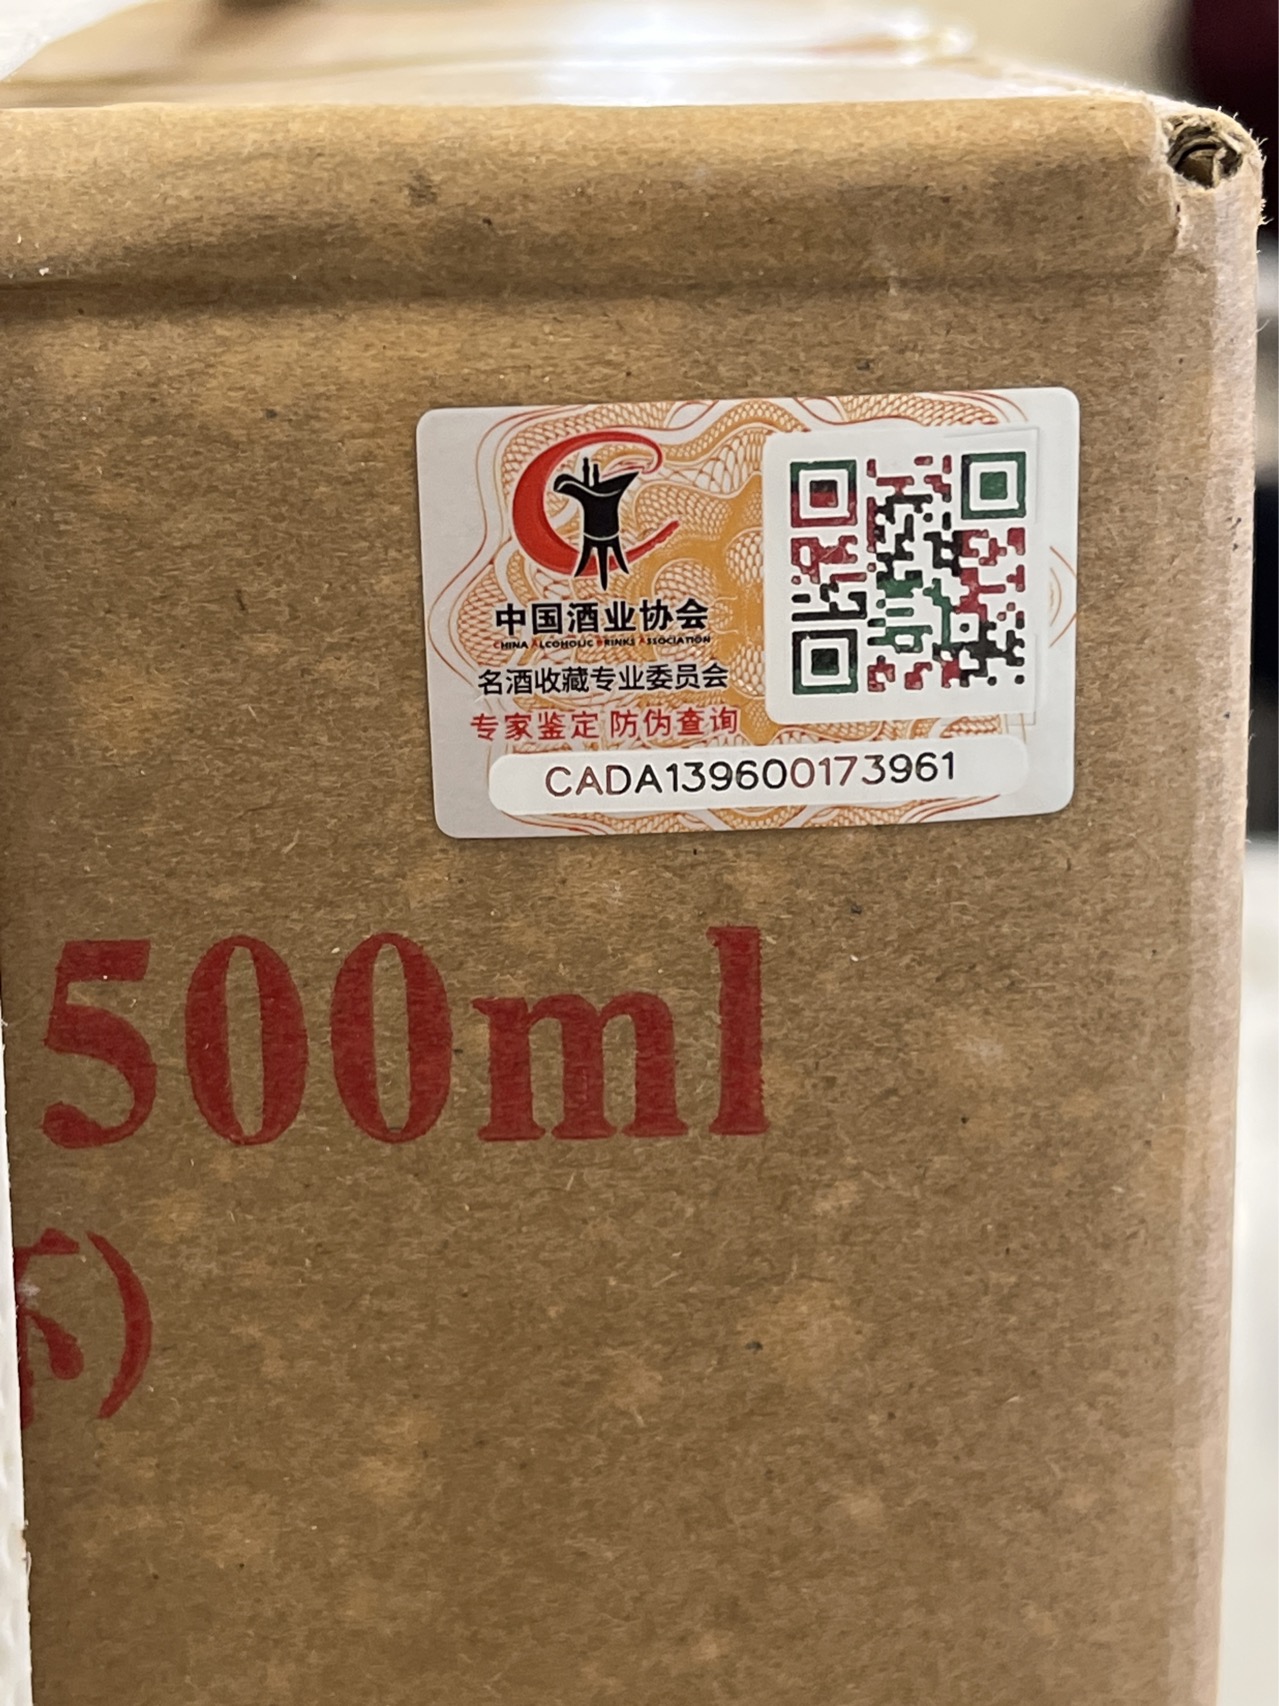 中国酒业协会
CHINA ALCOHOLIC DRINKS ASSOCIATION
名酒收藏专业委员会
专家鉴定 防伪查询
CADA139600173961
500ml
)